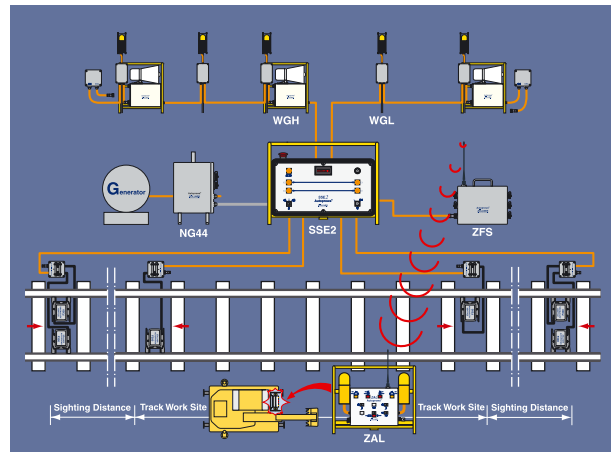 WGH
WGL
Generator
NG44
SSE2
ZFS
Sighting Distance
Track Work Site
ZAL
Track Work Site
Sighting Distance